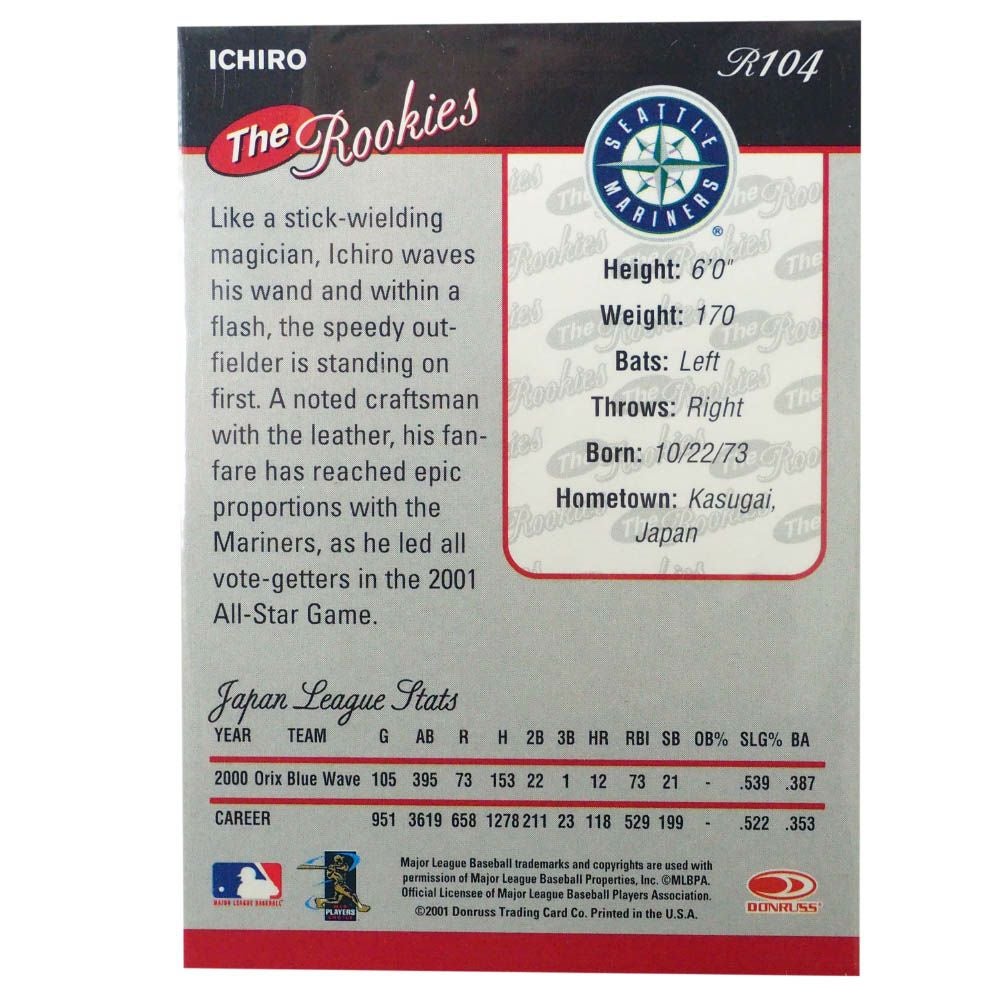 ICHIRO
R104
The Rookies
SEATTLE MARINERS ®
Like a stick-wielding
magician, Ichiro waves
his wand and within a
flash, the speedy out-
fielder is standing on
first. A noted craftsman
with the leather, his fan-
fare has reached epic
proportions with the
Mariners, as he led all
vote-getters in the 2001
All-Star Game.
Height: 6'0"
Weight: 170
Bats: Left
Throws: Right
Born: 10/22/73
Hometown: Kasugai,
Japan
Japan League Stats
YEAR TEAM G AB R H 2B 3B HR RBI SB OB% SLG% BA
2000 Orix Blue Wave 105 395 73 153 22 1 12 73 21 - .539 .387
CAREER 951 3619 658 1278 211 23 118 529 199 - .522 .353
MAJOR LEAGUE BASEBALL
PLAYERS
CHOICE
Major League Baseball trademarks and copyrights are used with
permission of Major League Baseball Properties, Inc. ©MLBPA.
Official Licensee of Major League Baseball Players Association.
©2001 Donruss Trading Card Co. Printed in the U.S.A.
DONRUSS